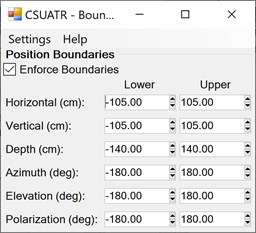 CSUATR - Boun...
Settings Help
Position Boundaries
Enforce Boundaries
Lower Upper
Horizontal (cm): -105.00 105.00
Vertical (cm): -105.00 105.00
Depth (cm): -140.00 140.00
Azimuth (deg): -180.00 180.00
Elevation (deg): -180.00 180.00
Polarization (deg): -180.00 180.00